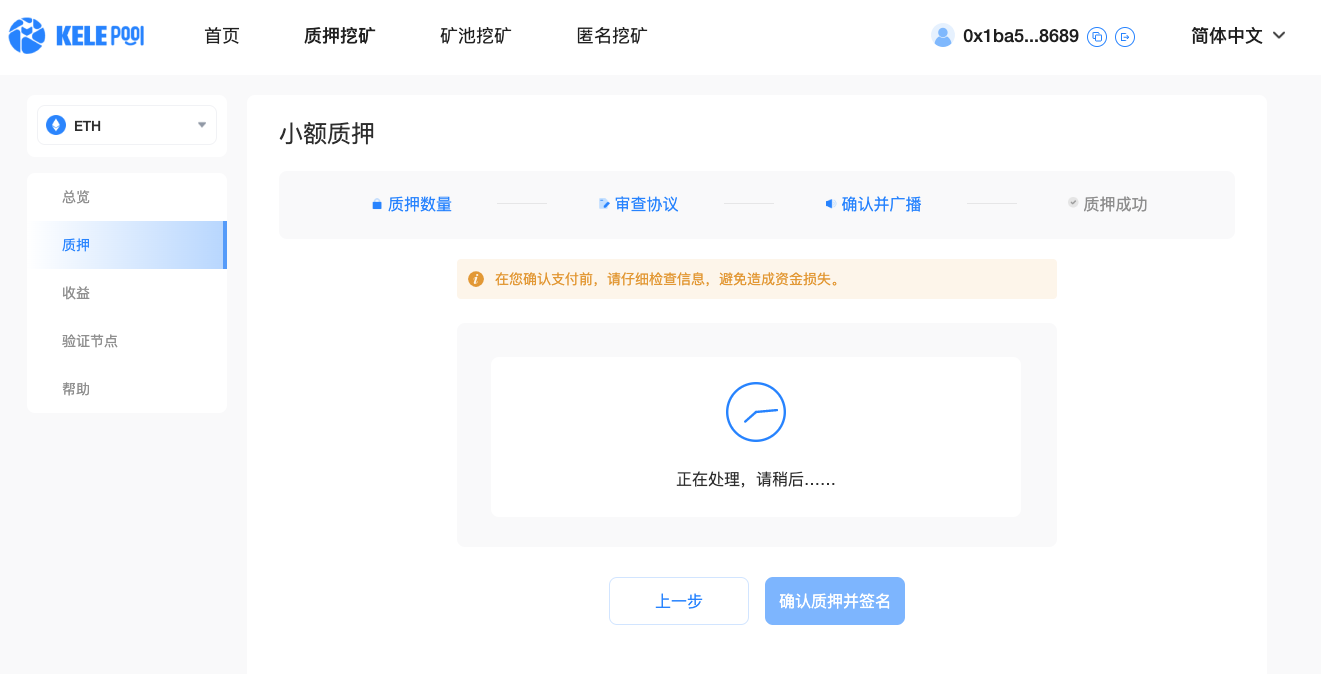 KELE POOL
首页
质押挖矿
矿池挖矿
匿名挖矿
0x1ba5...8689
简体中文
ETH
总览
质押
收益
验证节点
帮助
小额质押
质押数量
审查协议
确认并广播
质押成功
在您确认支付前，请仔细检查信息，避免造成资金损失。
正在处理，请稍后......
上一步
确认质押并签名